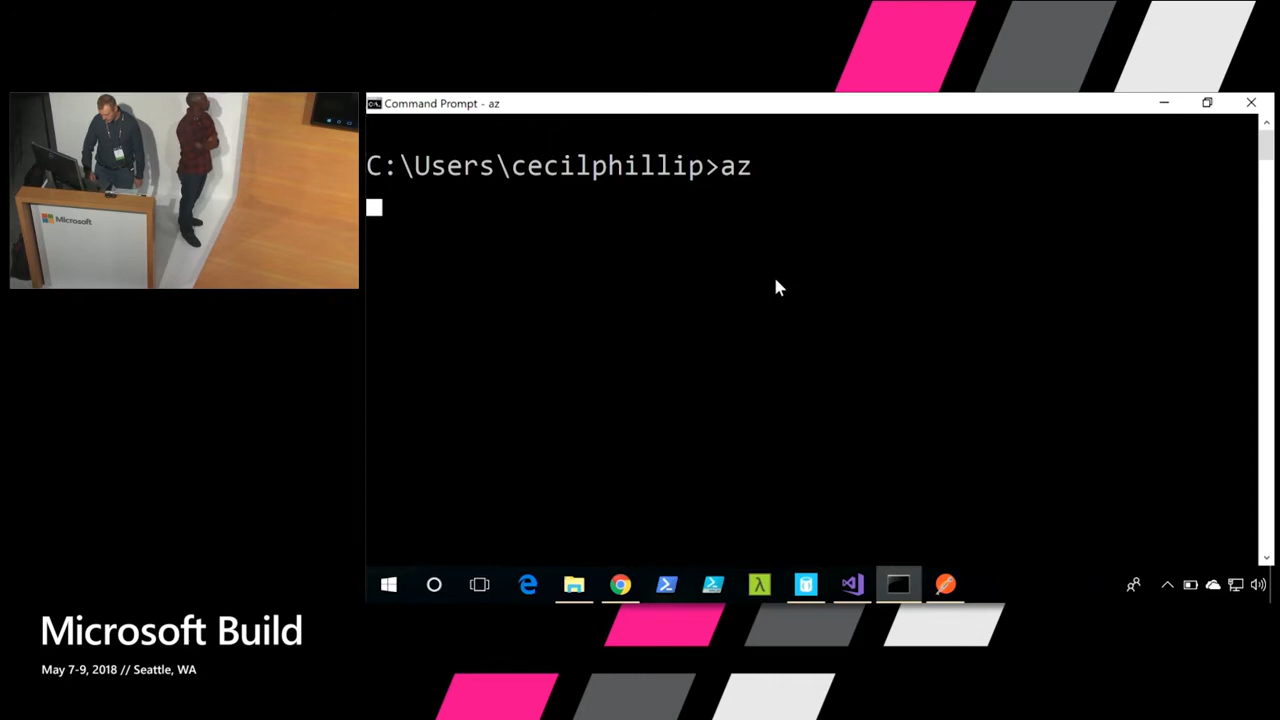 Command Prompt - az
C:\Users\cecilphillip>az
Microsoft
Microsoft Build
May 7-9, 2018 // Seattle, WA